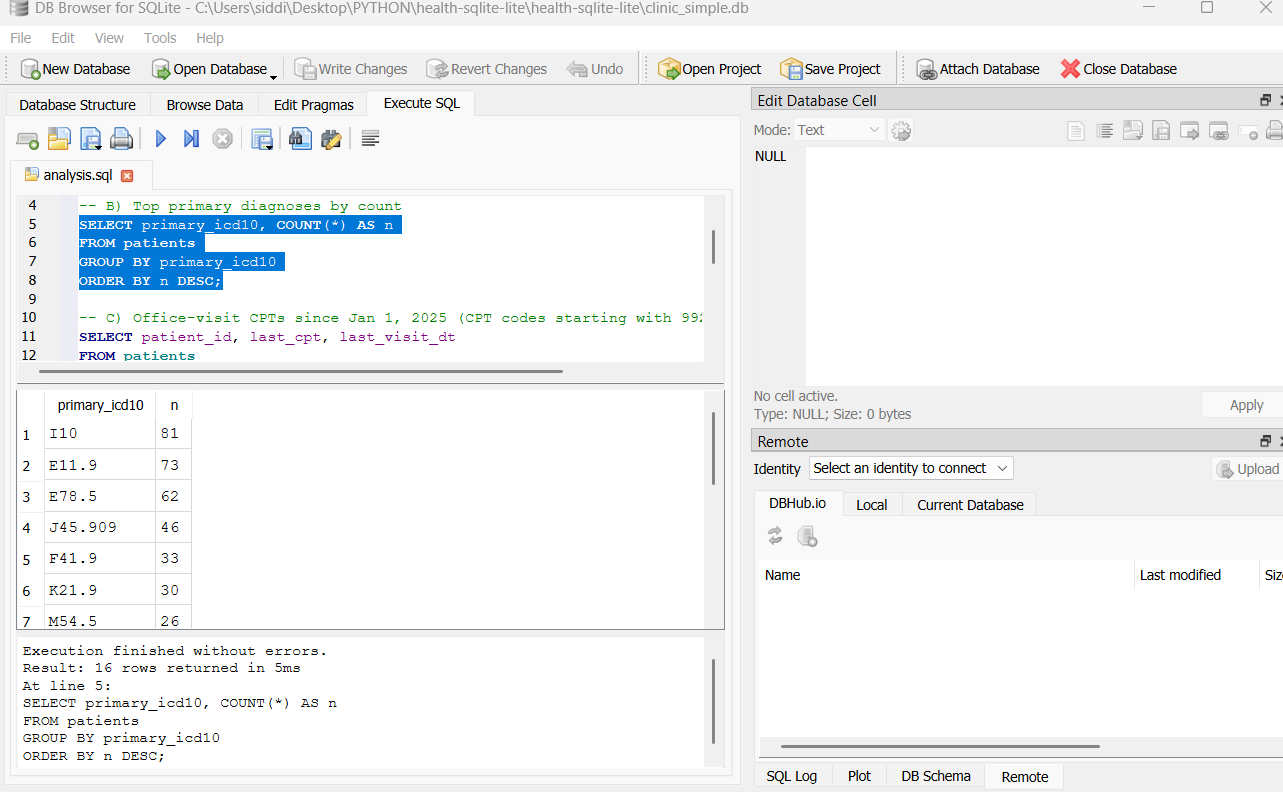 DB Browser for SQLite - C:\Users\siddi\Desktop\PYTHON\health-sqlite-lite\health-sqlite-lite\clinic_simple.db
File Edit View Tools Help
New Database Open Database Write Changes Revert Changes Undo Open Project Save Project Attach Database Close Database
Database Structure Browse Data Edit Pragmas Execute SQL
analysis.sql
4 -- B) Top primary diagnoses by count
5 SELECT primary_icd10, COUNT(*) AS n
6 FROM patients
7 GROUP BY primary_icd10
8 ORDER BY n DESC;
9
10 -- C) Office-visit CPTs since Jan 1, 2025 (CPT codes starting with 992
11 SELECT patient_id, last_cpt, last_visit_dt
12 FROM patients
primary_icd10 n
1 I10 81
2 E11.9 73
3 E78.5 62
4 J45.909 46
5 F41.9 33
6 K21.9 30
7 M54.5 26
Execution finished without errors.
Result: 16 rows returned in 5ms
At line 5:
SELECT primary_icd10, COUNT(*) AS n
FROM patients
GROUP BY primary_icd10
ORDER BY n DESC;
Edit Database Cell
Mode: Text
NULL
No cell active.
Type: NULL; Size: 0 bytes
Apply
Remote
Identity Select an identity to connect Upload
DBHub.io Local Current Database
Name Last modified Siz
SQL Log Plot DB Schema Remote